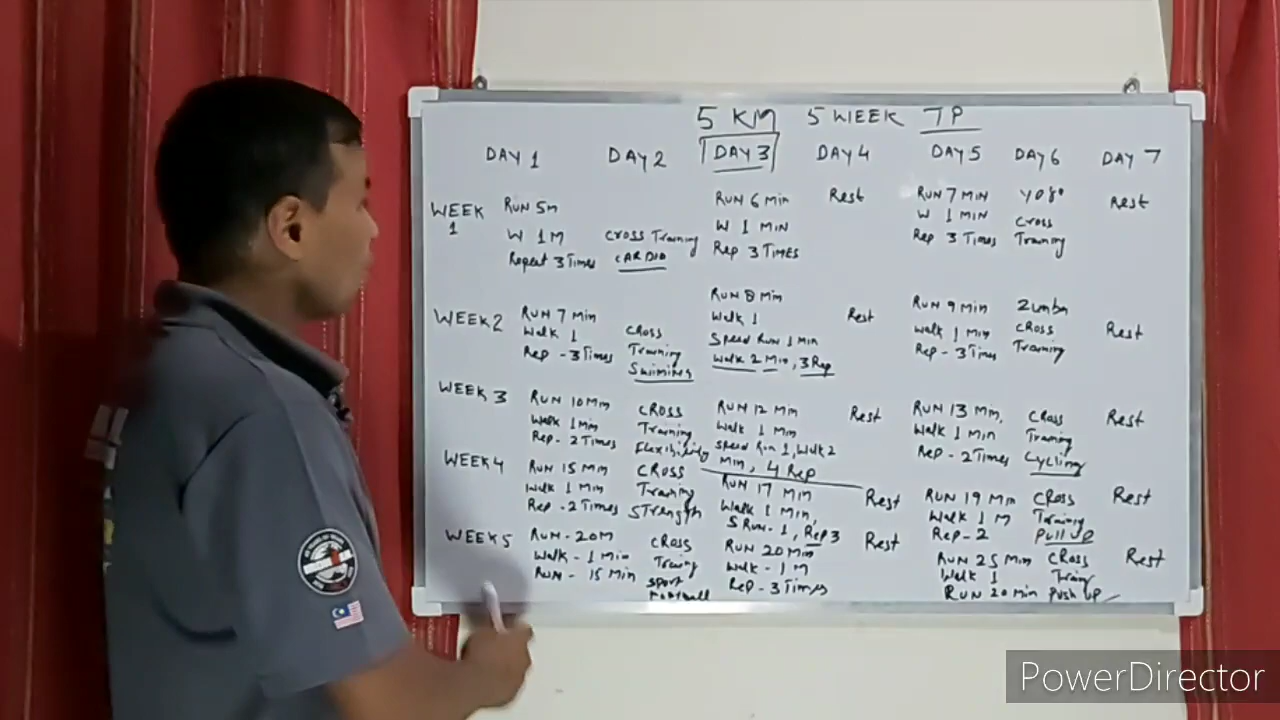 5 KM 5 WEEK TP
DAY 1 DAY 2 DAY 3 DAY 4 DAY 5 DAY 6 DAY 7
WEEK 1
RUN 5m
W 1M
Repeat 3 Times
CROSS Training
CARDIO
RUN 6 Min
W 1 MIN
Rep 3 TIMES
Rest
RUN 7 MIN
W 1 MIN
Rep 3 Times
Yoga
Cross
Training
Rest
WEEK 2
RUN 7 Min
Walk 1
Rep - 3 Times
CROSS
Training
Swiming
RUN 8 Min
Walk 1
Speed Run 1 Min
Walk 2 Min, 3 Rep
Rest
RUN 9 Min
Walk 1 Min
Rep - 3 Times
Zumba
CROSS
Training
Rest
WEEK 3
RUN 10 Min
Walk 1 Min
Rep - 2 Times
CROSS
Training
Flexibility
RUN 12 Min
Walk 1 Min
Speed Run 1, Walk 2
Min, 4 Rep
Rest
RUN 13 Min,
Walk 1 Min
Rep - 2 Times
Cross
Training
Cycling
Rest
WEEK 4
RUN 15 Min
Walk 1 Min
Rep - 2 Times
CROSS
Training
STrength
RUN 17 Min
Walk 1 Min,
S RUN - 1, Rep 3
Rest
RUN 19 Min
Walk 1 M
Rep - 2
CROSS
Training
Pull UP
Rest
WEEK 5
RUN - 20M
Walk - 1 Min
RUN - 15 Min
CROSS
Sport
Football
RUN 20 Min
Walk - 1 M
Rep - 3 Times
Rest
RUN 25 Min
Walk 1
RUN 20 Min
CROSS
Push UP
Rest
PowerDirector